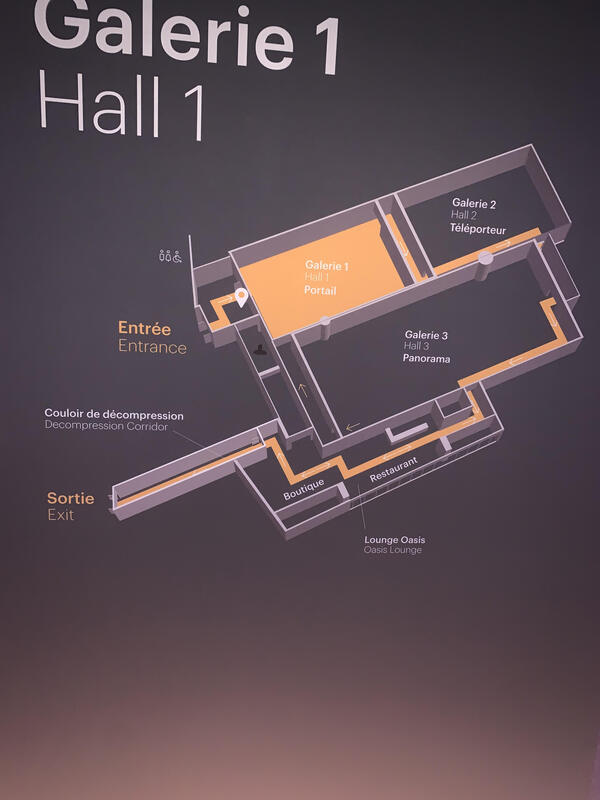 Galerie 1
Hall 1
Galerie 2
Hall 2
Téléporteur
Galerie 1
Hall 1
Portail
Entrée
Entrance
Galerie 3
Hall 3
Panorama
Couloir de décompression
Decompression Corridor
Sortie
Exit
Boutique
Restaurant
Lounge Oasis
Oasis Lounge